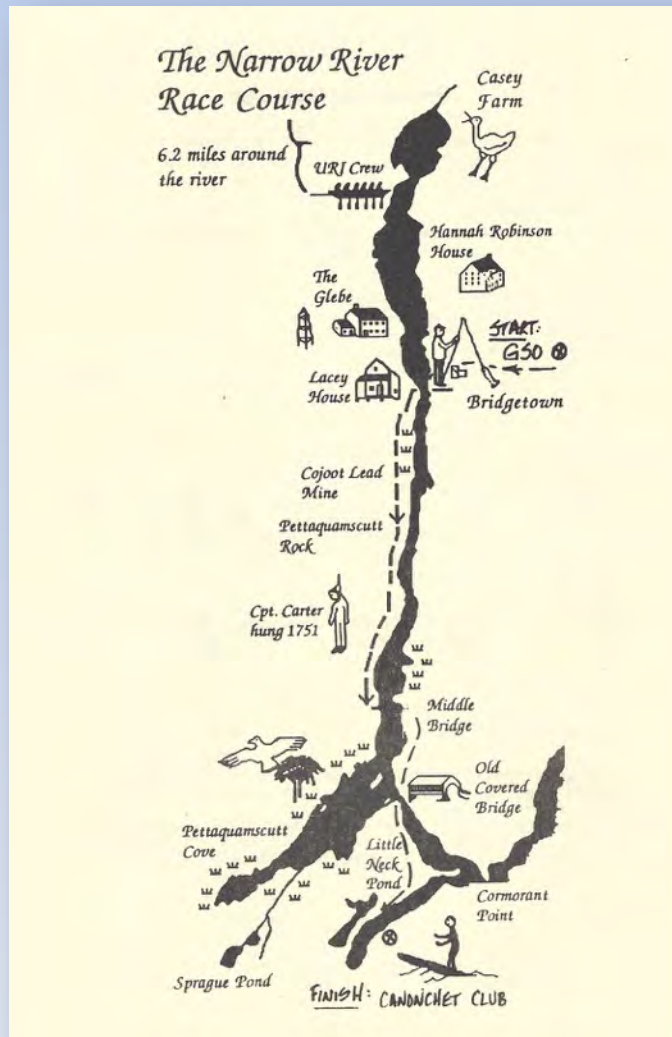 The Narrow River
Race Course
6.2 miles around
the river
URI Crew
Casey
Farm
Hannah Robinson
House
The
Glebe
START:
GSO
Lacey
House
Bridgetown
Cojoot Lead
Mine
Pettaquamscutt
Rock
Cpt. Carter
hung 1751
Middle
Bridge
Old
Covered
Bridge
Pettaquamscutt
Cove
Little
Neck
Pond
Cormorant
Point
Sprague Pond
FINISH: CANONCHET CLUB